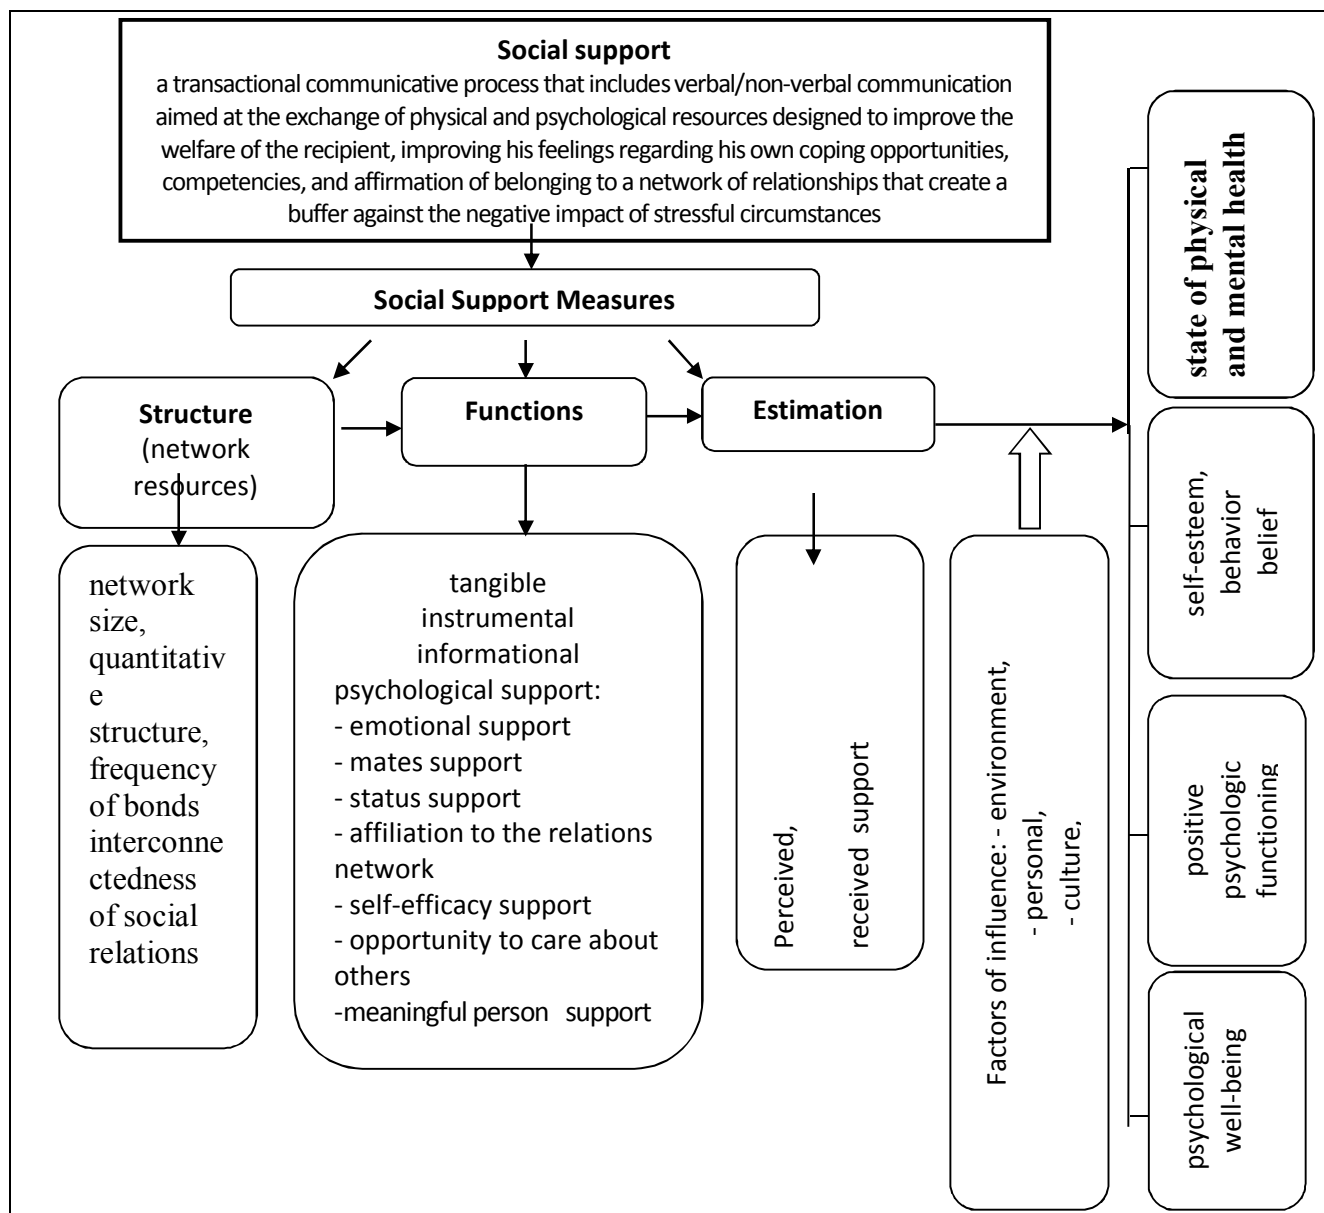 Social support
a transactional communicative process that includes verbal/non-verbal communication
aimed at the exchange of physical and psychological resources designed to improve the
welfare of the recipient, improving his feelings regarding his own coping opportunities,
competencies, and affirmation of belonging to a network of relationships that create a
buffer against the negative impact of stressful circumstances
Social Support Measures
Structure
(network
resources)
Functions
Estimation
network
size,
quantitativ
e
structure,
frequency
of bonds
interconne
ctedness
of social
relations
tangible
instrumental
informational
psychological support:
- emotional support
- mates support
- status support
- affiliation to the relations
network
- self-efficacy support
- opportunity to care about
others
-meaningful person support
Perceived,
received support
Factors of influence: - environment,
- personal,
- culture,
state of physical
and mental health
self-esteem,
behavior
belief
positive
psychologic
functioning
psychological
well-being